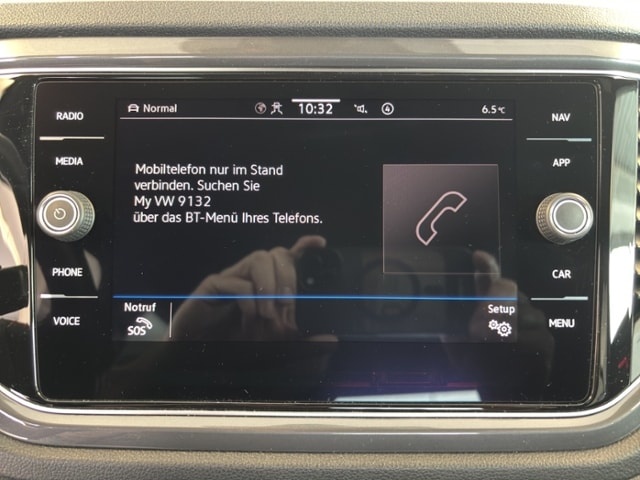 RADIO
MEDIA
PHONE
VOICE
Normal
10:32
4
6.5°C
Mobiltelefon nur im Stand
verbinden. Suchen Sie
My VW 9132
über das BT-Menü Ihres Telefons.
Notruf
SOS
Setup
NAV
APP
CAR
MENU